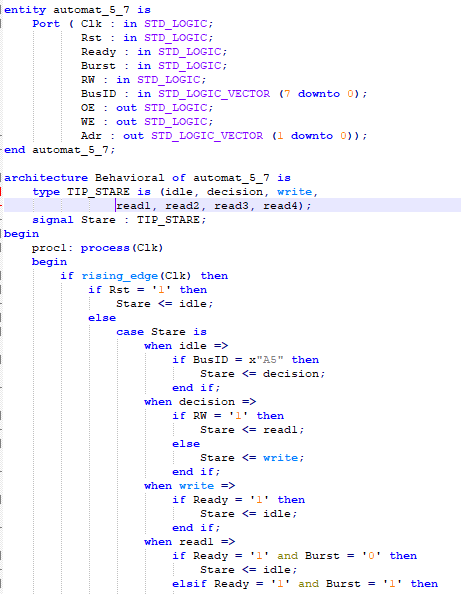 entity automat_5_7 is
    Port ( Clk : in STD_LOGIC;
           Rst : in STD_LOGIC;
           Ready : in STD_LOGIC;
           Burst : in STD_LOGIC;
           RW : in STD_LOGIC;
           BusID : in STD_LOGIC_VECTOR (7 downto 0);
           OE : out STD_LOGIC;
           WE : out STD_LOGIC;
           Adr : out STD_LOGIC_VECTOR (1 downto 0));
end automat_5_7;
architecture Behavioral of automat_5_7 is
    type TIP_STARE is (idle, decision, write,
                read1, read2, read3, read4);
    signal Stare : TIP_STARE;
begin
    proc1: process(Clk)
    begin
        if rising_edge(Clk) then
            if Rst = '1' then
                Stare <= idle;
            else
                case Stare is
                    when idle =>
                        if BusID = x"A5" then
                            Stare <= decision;
                        end if;
                    when decision =>
                        if RW = '1' then
                            Stare <= read1;
                        else
                            Stare <= write;
                        end if;
                    when write =>
                        if Ready = '1' then
                            Stare <= idle;
                        end if;
                    when read1 =>
                        if Ready = '1' and Burst = '0' then
                            Stare <= idle;
                        elsif Ready = '1' and Burst = '1' then